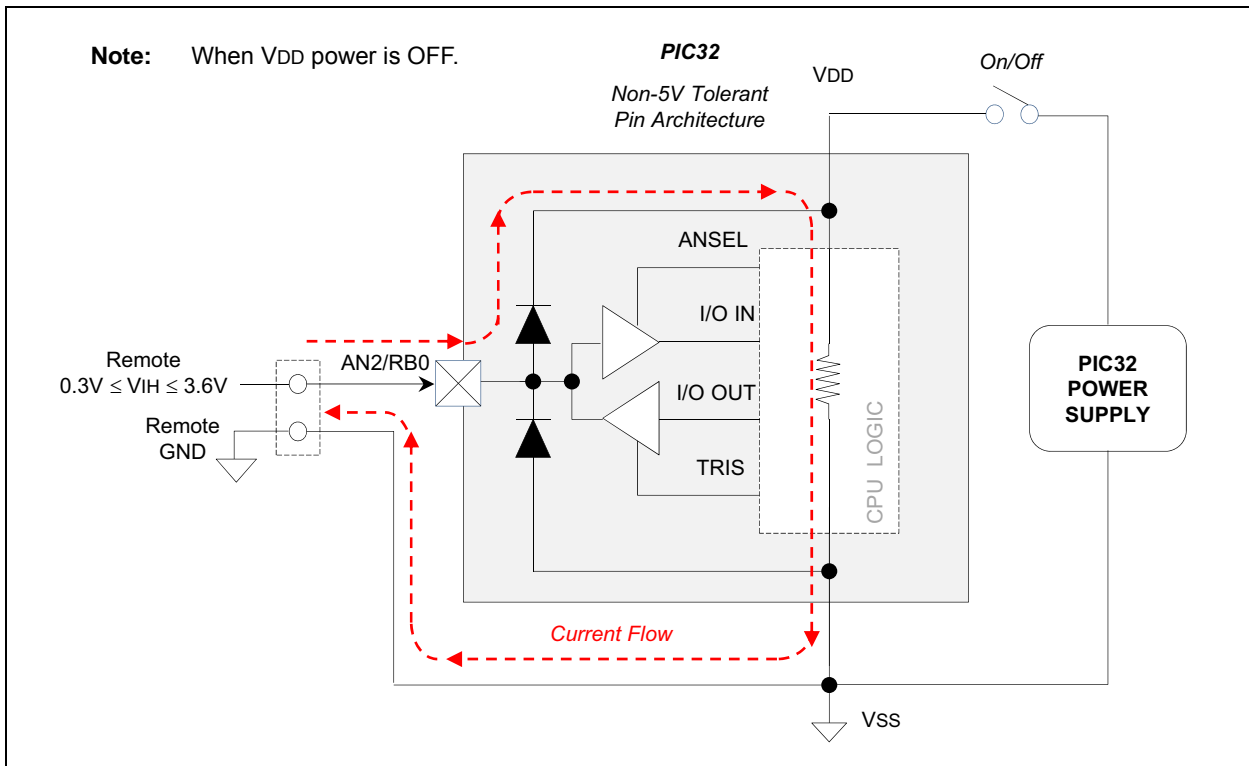 Note: When VDD power is OFF.
PIC32
Non-5V Tolerant
Pin Architecture
VDD
On/Off
ANSEL
I/O IN
AN2/RB0
Remote
0.3V ≤ VIH ≤ 3.6V
Remote
GND
I/O OUT
TRIS
CPU LOGIC
PIC32
POWER
SUPPLY
Current Flow
VSS